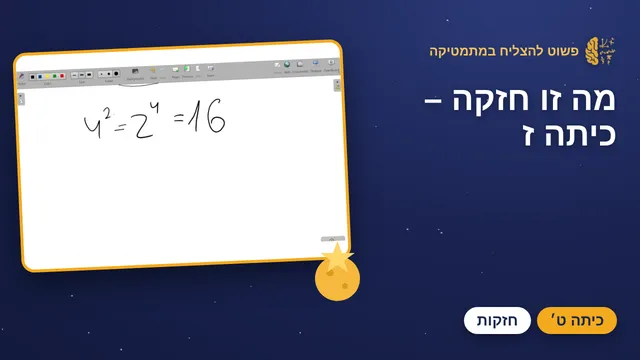 פשוט להצליח במתמטיקה
מה זו חזקה –
כיתה ז
4² = 2⁴ = 16
כיתה ט׳
חזקות